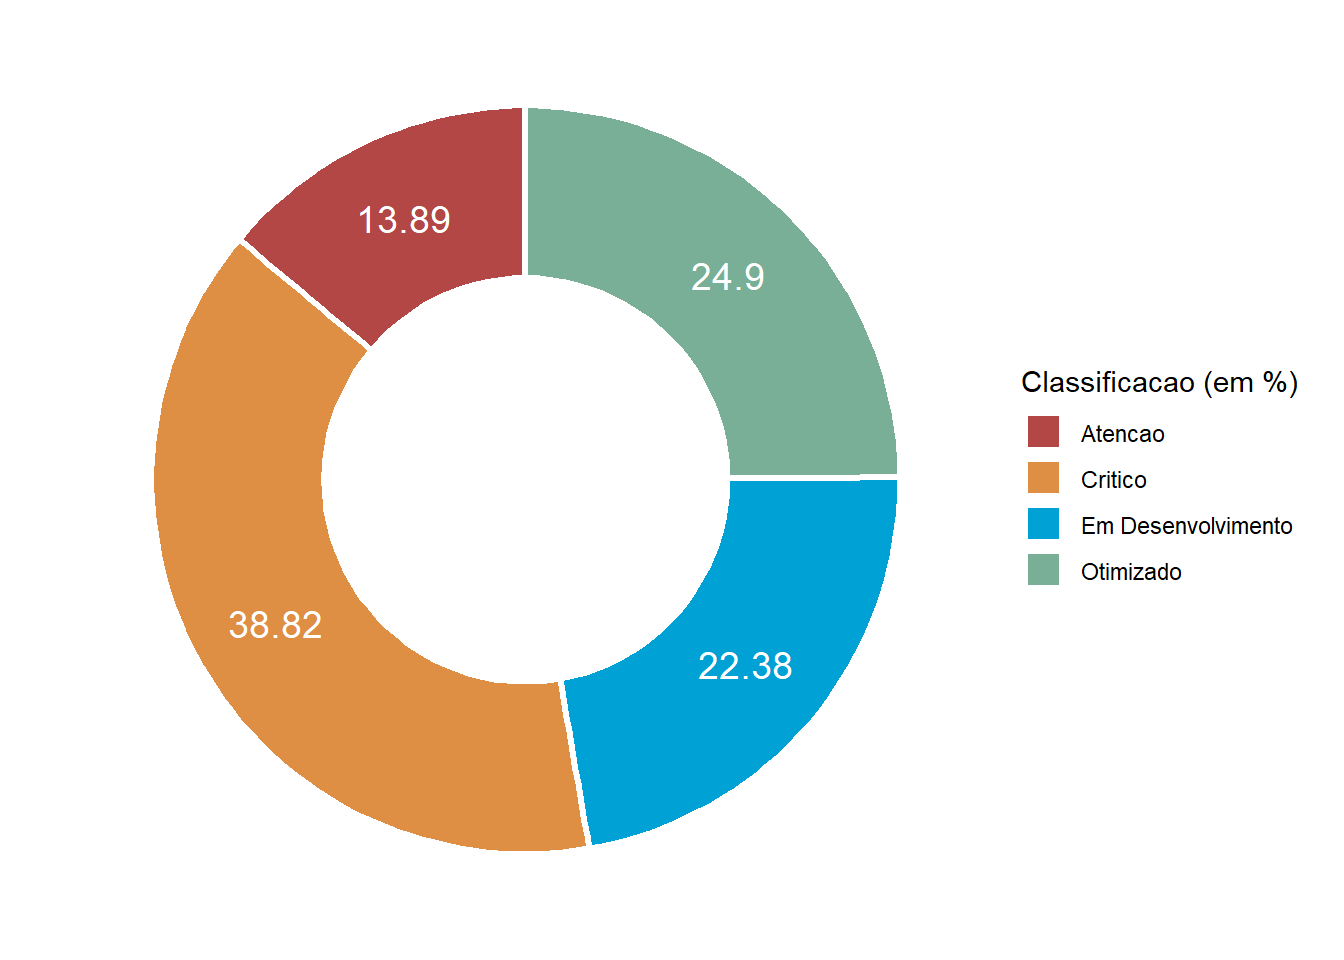 13.89
24.9
38.82
22.38
Classificacao (em %)
Atencao
Critico
Em Desenvolvimento
Otimizado